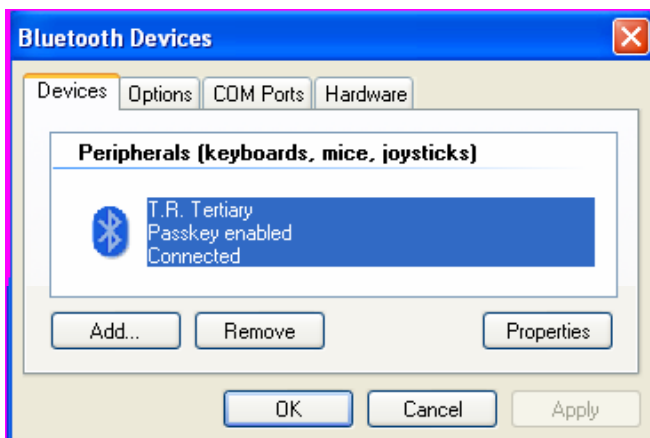 Bluetooth Devices
Devices Options COM Ports Hardware
Peripherals (keyboards, mice, joysticks)
T.R. Tertiary
Passkey enabled
Connected
Add... Remove Properties
OK Cancel Apply